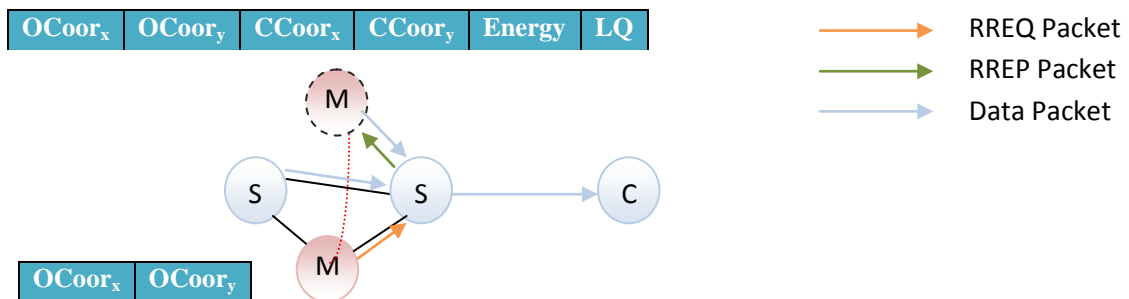 OCoorx OCoory CCoorx CCoory Energy LQ
RREQ Packet
RREP Packet
Data Packet
M
S S C
M
OCoorx OCoory